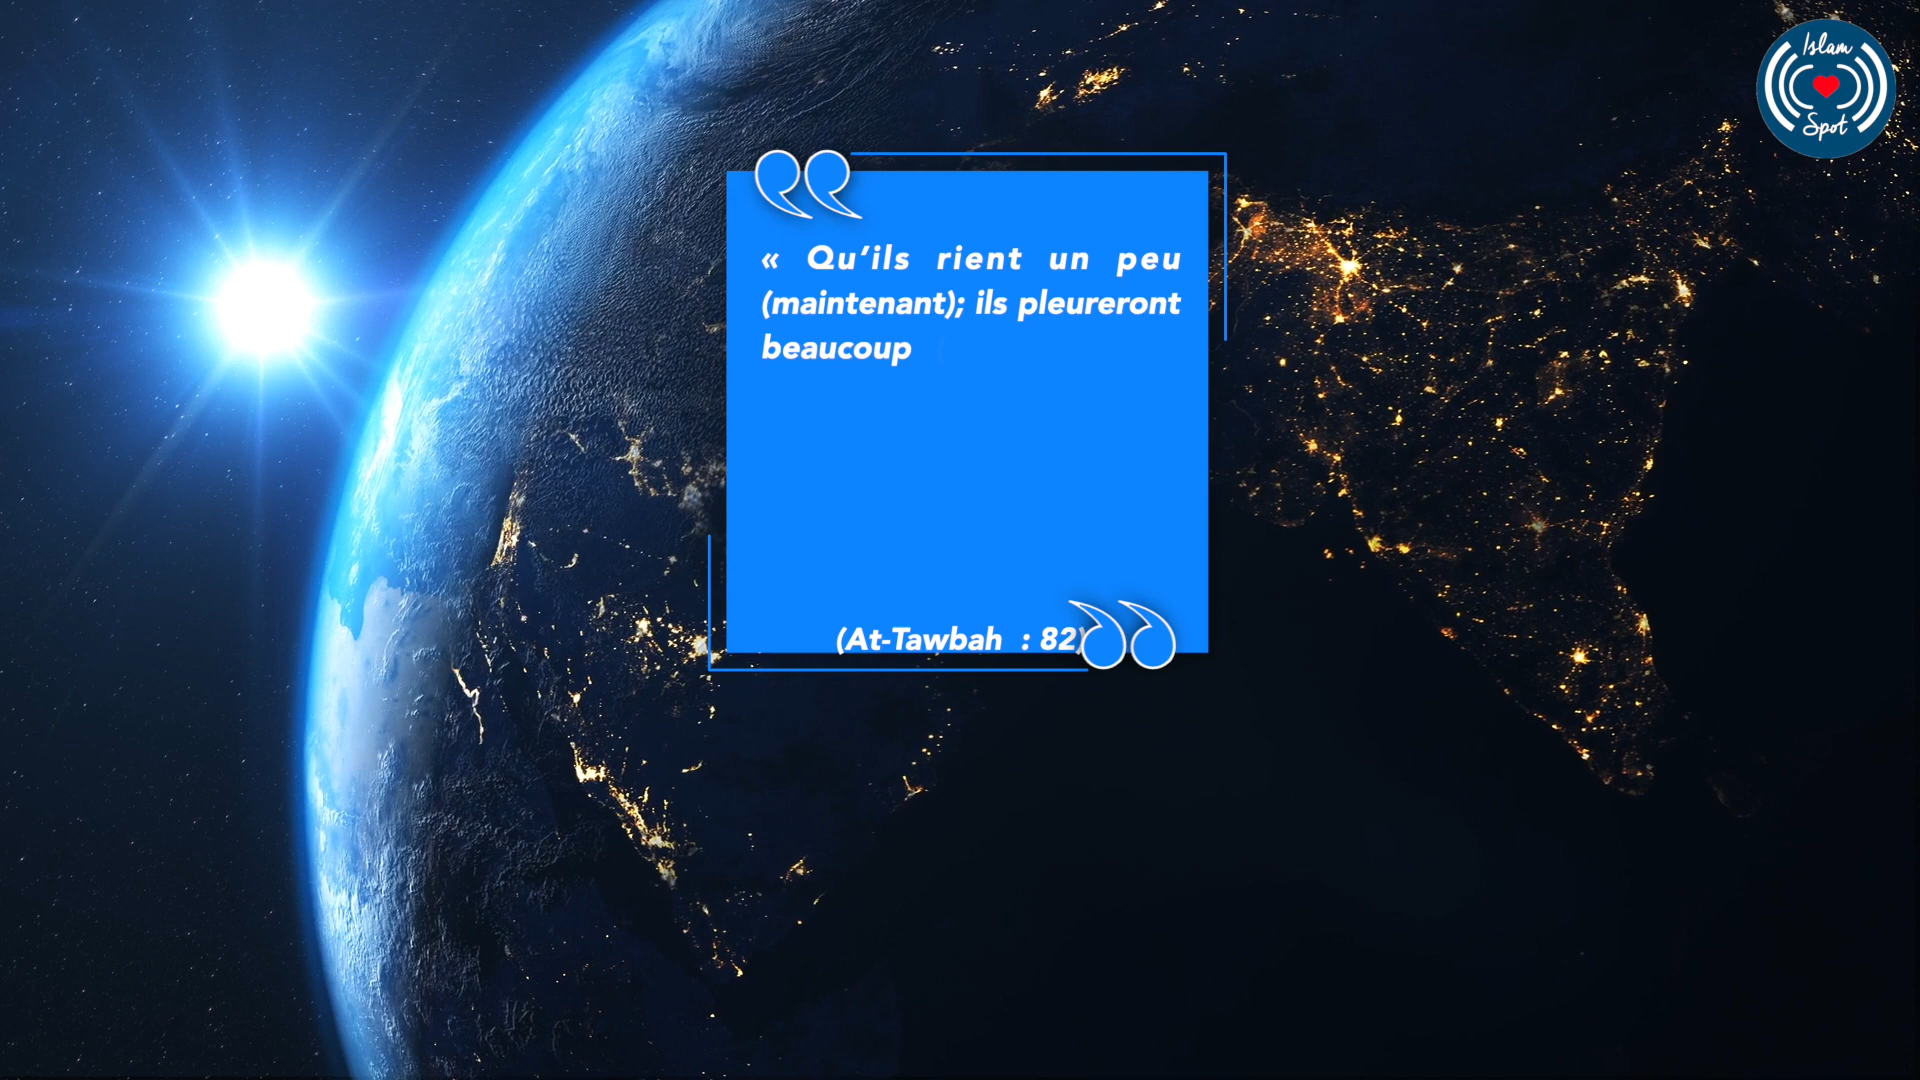 Islam
Spot
« Qu’ils rient un peu
(maintenant); ils pleureront
beaucoup
(At-Tawbah : 82)